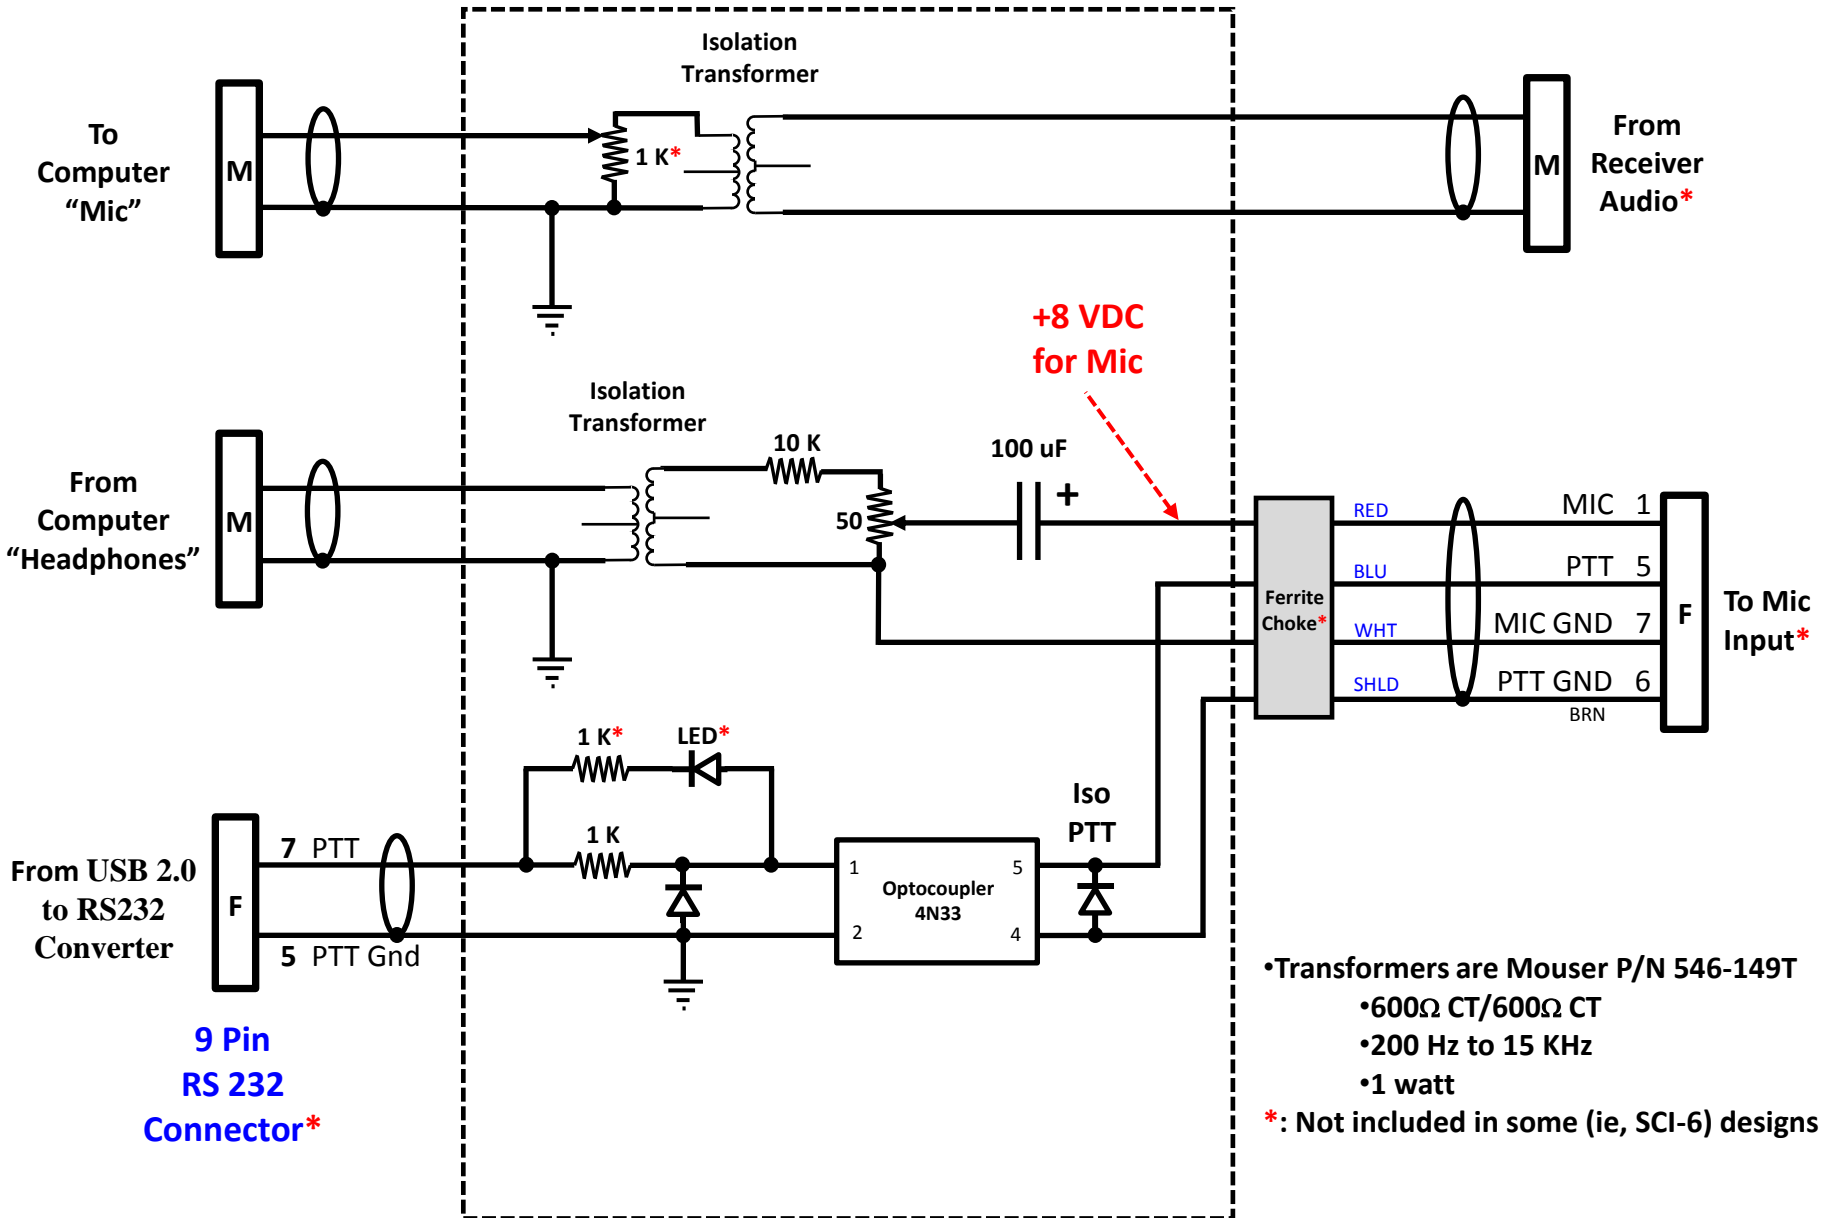 Isolation
Transformer
To
Computer
“Mic”
M
1 K*
M
From
Receiver
Audio*
+8 VDC
for Mic
Isolation
Transformer
From
Computer
“Headphones”
M
10 K
50
100 uF
+
Ferrite
Choke*
RED
BLU
WHT
SHLD
MIC 1
PTT 5
MIC GND 7
PTT GND 6
BRN
F
To Mic
Input*
1 K*
LED*
1 K
Iso
PTT
From USB 2.0
to RS232
Converter
F
7 PTT
5 PTT Gnd
1
2
Optocoupler
4N33
5
4
9 Pin
RS 232
Connector*
•Transformers are Mouser P/N 546-149T
•600Ω CT/600Ω CT
•200 Hz to 15 KHz
•1 watt
*: Not included in some (ie, SCI-6) designs